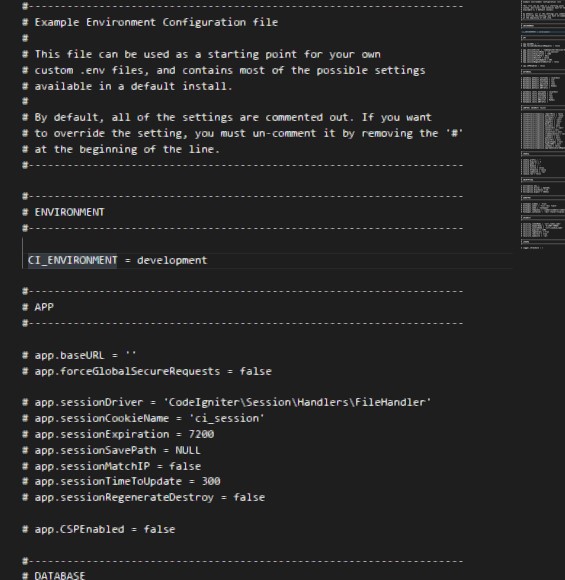 #--------------------------------------------------------------------
# Example Environment Configuration file
#
# This file can be used as a starting point for your own
# custom .env files, and contains most of the possible settings
# available in a default install.
#
# By default, all of the settings are commented out. If you want
# to override the setting, you must un-comment it by removing the '#'
# at the beginning of the line.
#--------------------------------------------------------------------
#--------------------------------------------------------------------
# ENVIRONMENT
#--------------------------------------------------------------------
CI_ENVIRONMENT = development
#--------------------------------------------------------------------
# APP
#--------------------------------------------------------------------
# app.baseURL = ''
# app.forceGlobalSecureRequests = false
# app.sessionDriver = 'CodeIgniter\Session\Handlers\FileHandler'
# app.sessionCookieName = 'ci_session'
# app.sessionExpiration = 7200
# app.sessionSavePath = NULL
# app.sessionMatchIP = false
# app.sessionTimeToUpdate = 300
# app.sessionRegenerateDestroy = false
# app.CSPEnabled = false
#--------------------------------------------------------------------
# DATABASE